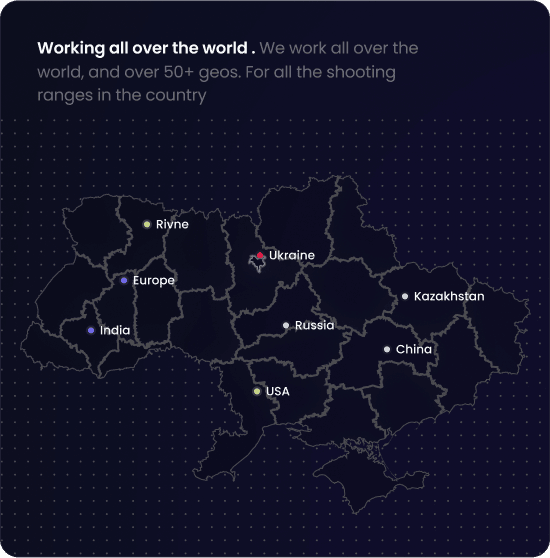 Working all over the world . We work all over the
world, and over 50+ geos. For all the shooting
ranges in the country
Rivne
Ukraine
Europe
Kazakhstan
Russia
India
China
USA